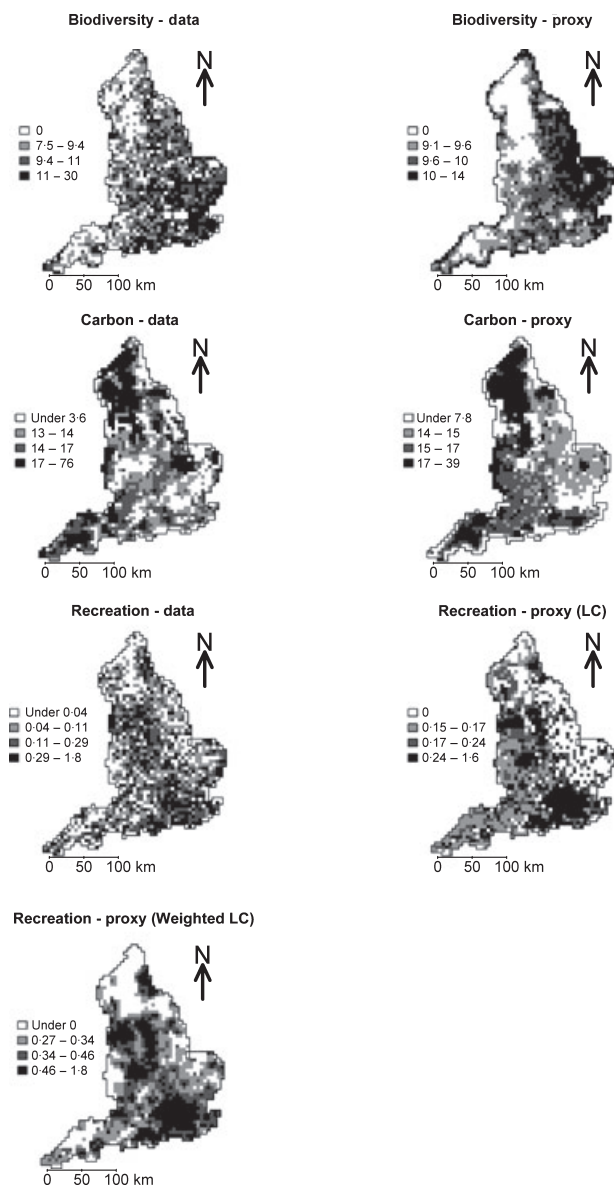 Biodiversity - data
N
0
7·5 – 9·4
9·4 – 11
11 – 30
0 50 100 km
Biodiversity - proxy
N
0
9·1 – 9·6
9·6 – 10
10 – 14
0 50 100 km
Carbon - data
N
Under 3·6
13 – 14
14 – 17
17 – 76
0 50 100 km
Carbon - proxy
N
Under 7·8
14 – 15
15 – 17
17 – 39
0 50 100 km
Recreation - data
N
Under 0·04
0·04 – 0·11
0·11 – 0·29
0·29 – 1·8
0 50 100 km
Recreation - proxy (LC)
N
0
0·15 – 0·17
0·17 – 0·24
0·24 – 1·6
0 50 100 km
Recreation - proxy (Weighted LC)
N
Under 0
0·27 – 0·34
0·34 – 0·46
0·46 – 1·8
0 50 100 km